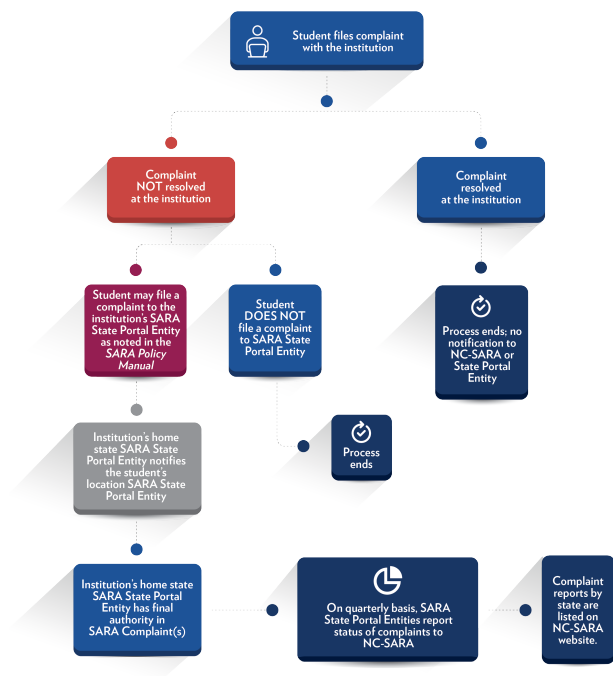 Student files complaint
with the institution
Complaint
NOT resolved
at the institution
Complaint
resolved
at the institution
Student may file a
complaint to the
institution's SARA
State Portal Entity
as noted in the
SARA Policy
Manual
Student
DOES NOT
file a complaint
to SARA State
Portal Entity
Process ends; no
notification to
NC-SARA or
State Portal
Entity
Process
ends
Institution's home
state SARA State
Portal Entity notifies
the student's
location SARA State
Portal Entity
Institution's home state
SARA State Portal
Entity has final
authority in
SARA Complaint(s)
On quarterly basis, SARA
State Portal Entities report
status of complaints to
NC-SARA
Complaint
reports by
state are
listed on
NC-SARA
website.